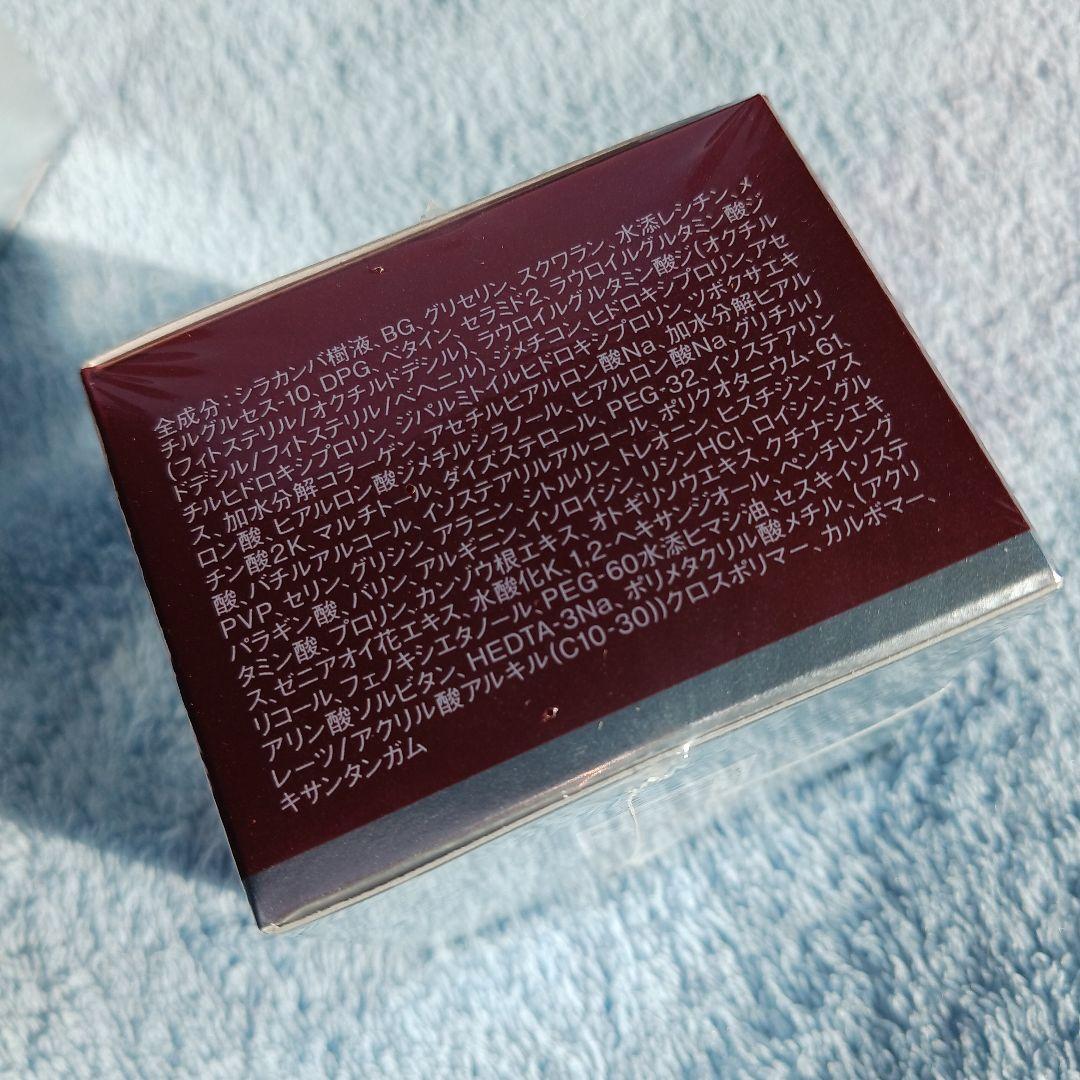 全成分：シラカンバ樹液、BG、グリセリン、スクワラン、水添レシチン、メ
チルグルセス-10、DPG、ベタイン、セラミド2、ラウロイルグルタミン酸ジ
(フィトステリル/オクチルドデシル)、ラウロイルグルタミン酸ジ(オクチル
ドデシル/フィトステリル/ベヘニル)、ジメチコン、ヒドロキシプロリン、アセ
チルヒドロキシプロリン、ジパルミトイルヒドロキシプロリン、ツボクサエキ
ス、加水分解コラーゲン、アセチルヒアルロン酸Na、加水分解ヒアル
ロン酸、ヒアルロン酸ジメチルシラノール、ヒアルロン酸Na、グリチルリ
チン酸2K、マルチトール、ダイズステロール、PEG-32、イソステアリン
酸、バチルアルコール、イソステアリルアルコール、ポリクオタニウム-61、
PVP、セリン、グリシン、アラニン、シトルリン、トレオニン、ヒスチジン、アス
パラギン酸、バリン、アルギニン、イソロイシン、リシンHCl、ロイシン、グル
タミン酸、プロリン、カンゾウ根エキス、オトギリソウエキス、クチナシエキ
ス、ゼニアオイ花エキス、水酸化K、1,2-ヘキサンジオール、ペンチレング
リコール、フェノキシエタノール、PEG-60水添ヒマシ油、セスキイソステ
アリン酸ソルビタン、HEDTA-3Na、ポリメタクリル酸メチル、(アクリ
レーツ/アクリル酸アルキル(C10-30))クロスポリマー、カルボマー、
キサンタンガム